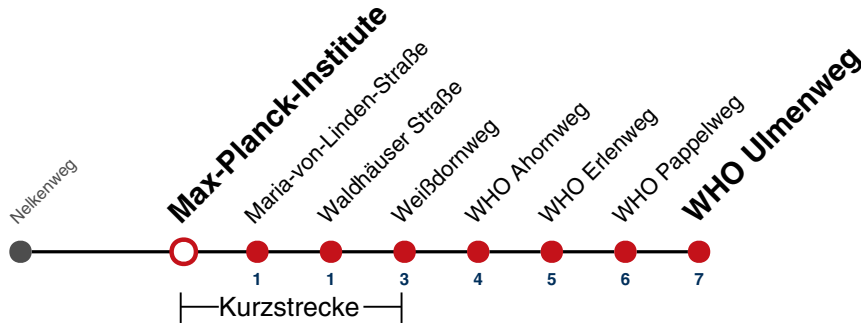 Nelkenweg
Max-Planck-Institute
Maria-von-Linden-Straße
Waldhäuser Straße
Weißdornweg
WHO Ahornweg
WHO Erlenweg
WHO Pappelweg
WHO Ulmenweg
1 1 3 4 5 6 7
Kurzstrecke